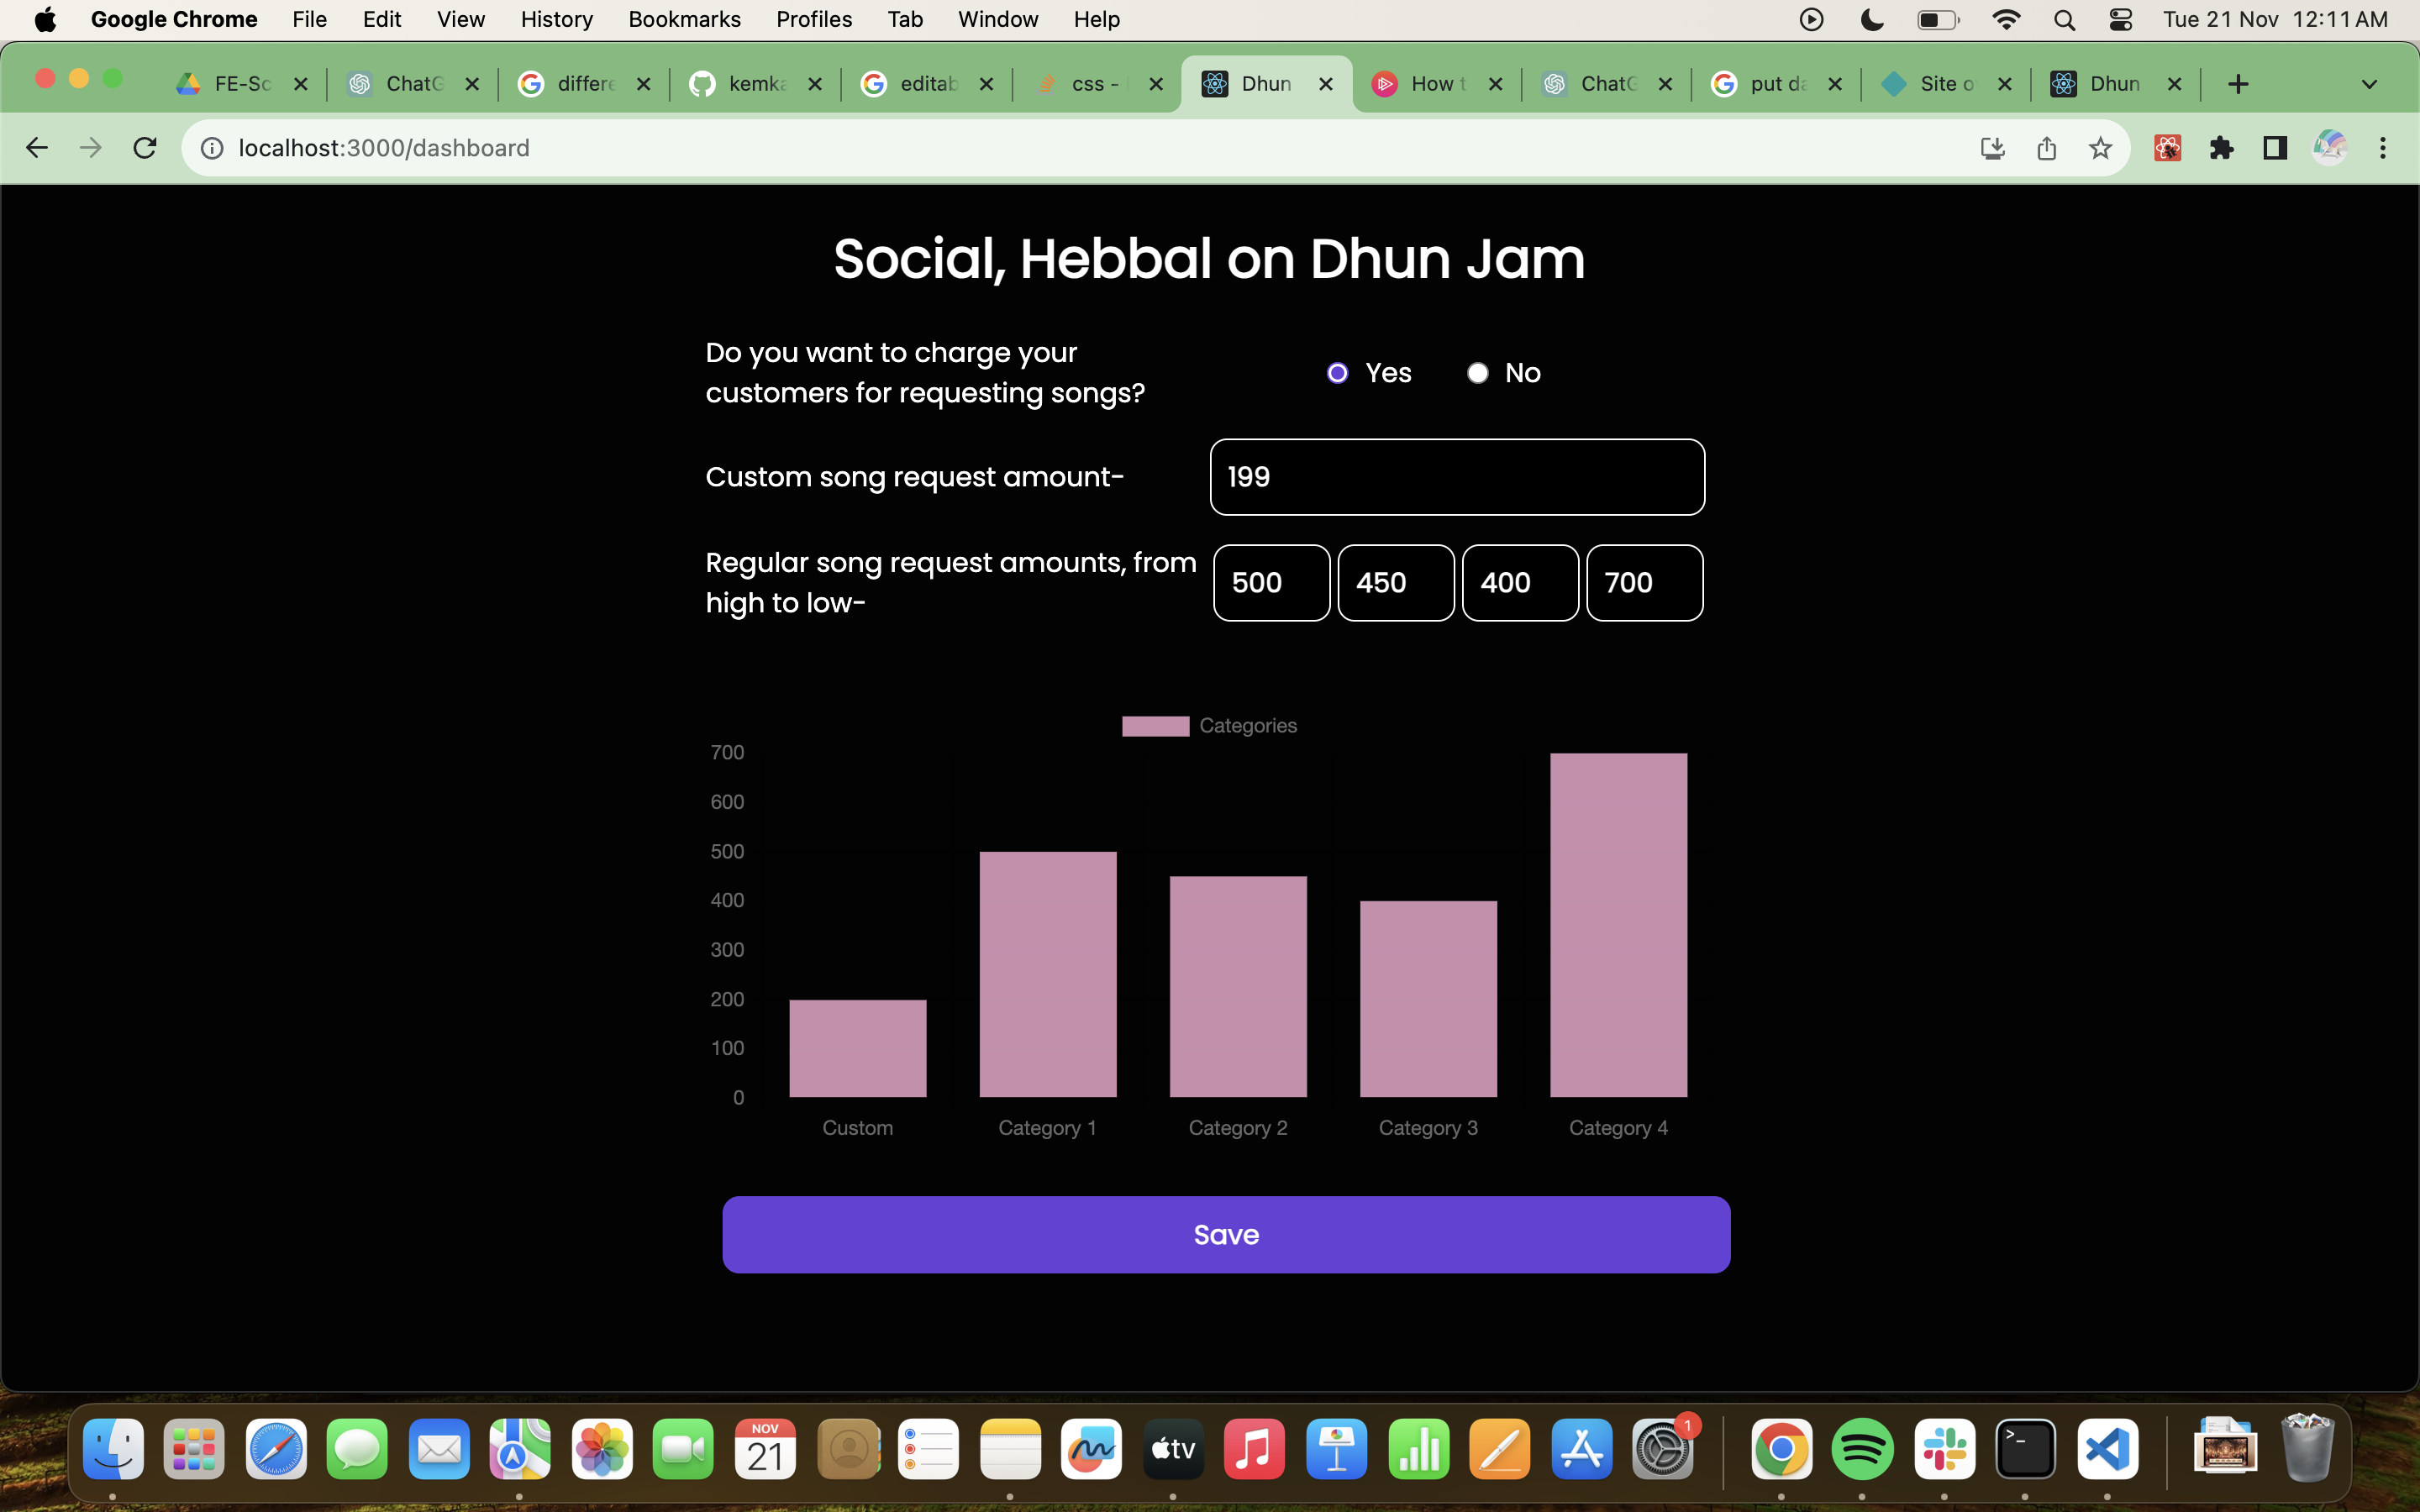 Google Chrome File Edit View History Bookmarks Profiles Tab Window Help Tue 21 Nov 12:11 AM
FE-Sc ChatG differe kemka editab css - Dhun How t ChatG put da Site o Dhun
localhost:3000/dashboard
Social, Hebbal on Dhun Jam
Do you want to charge your
customers for requesting songs?
Yes No
Custom song request amount-
199
Regular song request amounts, from
high to low-
500 450 400 700
Categories
700
600
500
400
300
200
100
0
Custom Category 1 Category 2 Category 3 Category 4
Save
NOV
21
tv
1
>_